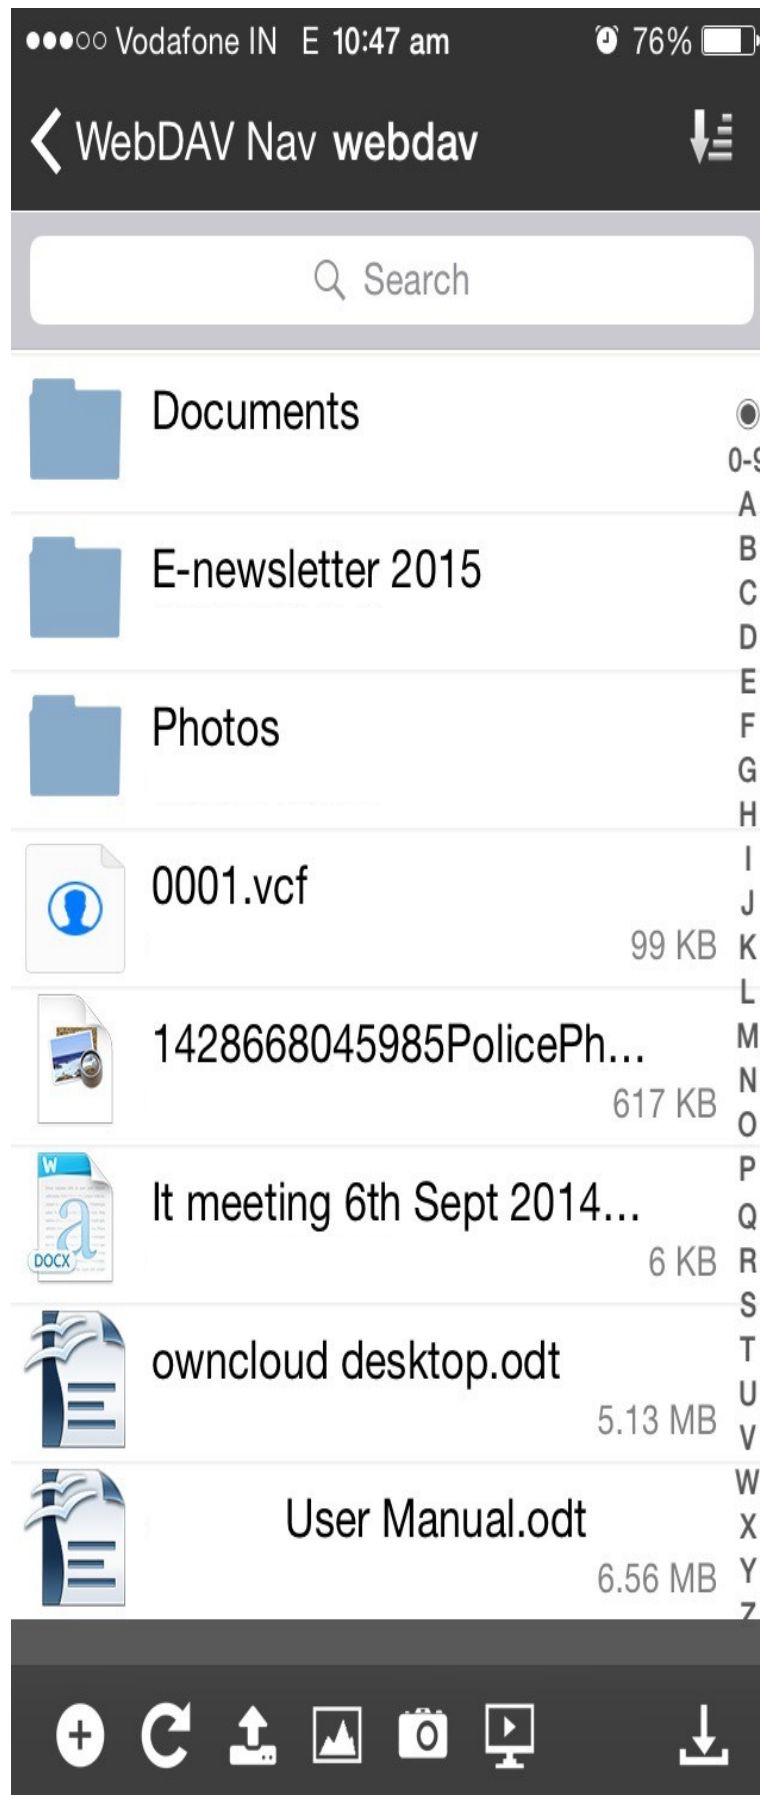 Vodafone IN E 10:47 am 76%
WebDAV Nav webdav
Search
Documents
E-newsletter 2015
Photos
0001.vcf
99 KB
1428668045985PolicePh...
617 KB
It meeting 6th Sept 2014...
6 KB
owncloud desktop.odt
5.13 MB
User Manual.odt
6.56 MB
W
a
DOCX
0-9
A
B
C
D
E
F
G
H
I
J
K
L
M
N
O
P
Q
R
S
T
U
V
W
X
Y
Z